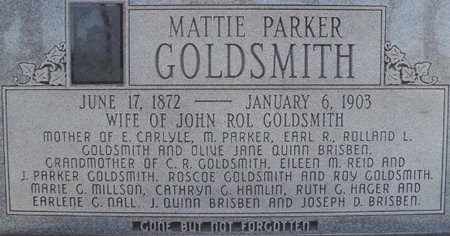 MATTIE PARKER
GOLDSMITH
JUNE 17, 1872 — JANUARY 6, 1903
WIFE OF JOHN ROL GOLDSMITH
MOTHER OF E. CARLYLE, M. PARKER, EARL R., ROLLAND L.
GOLDSMITH AND OLIVE JANE QUINN BRISBEN.
GRANDMOTHER OF C. R. GOLDSMITH, EILEEN M. REID AND
J. PARKER GOLDSMITH, ROSCOE GOLDSMITH AND ROY GOLDSMITH.
MARIE G. MILLSON, CATHRYN G. HAMLIN, RUTH G. HAGER AND
EARLENE G. NALL. J. QUINN BRISBEN AND JOSEPH D. BRISBEN.
GONE BUT NOT FORGOTTEN